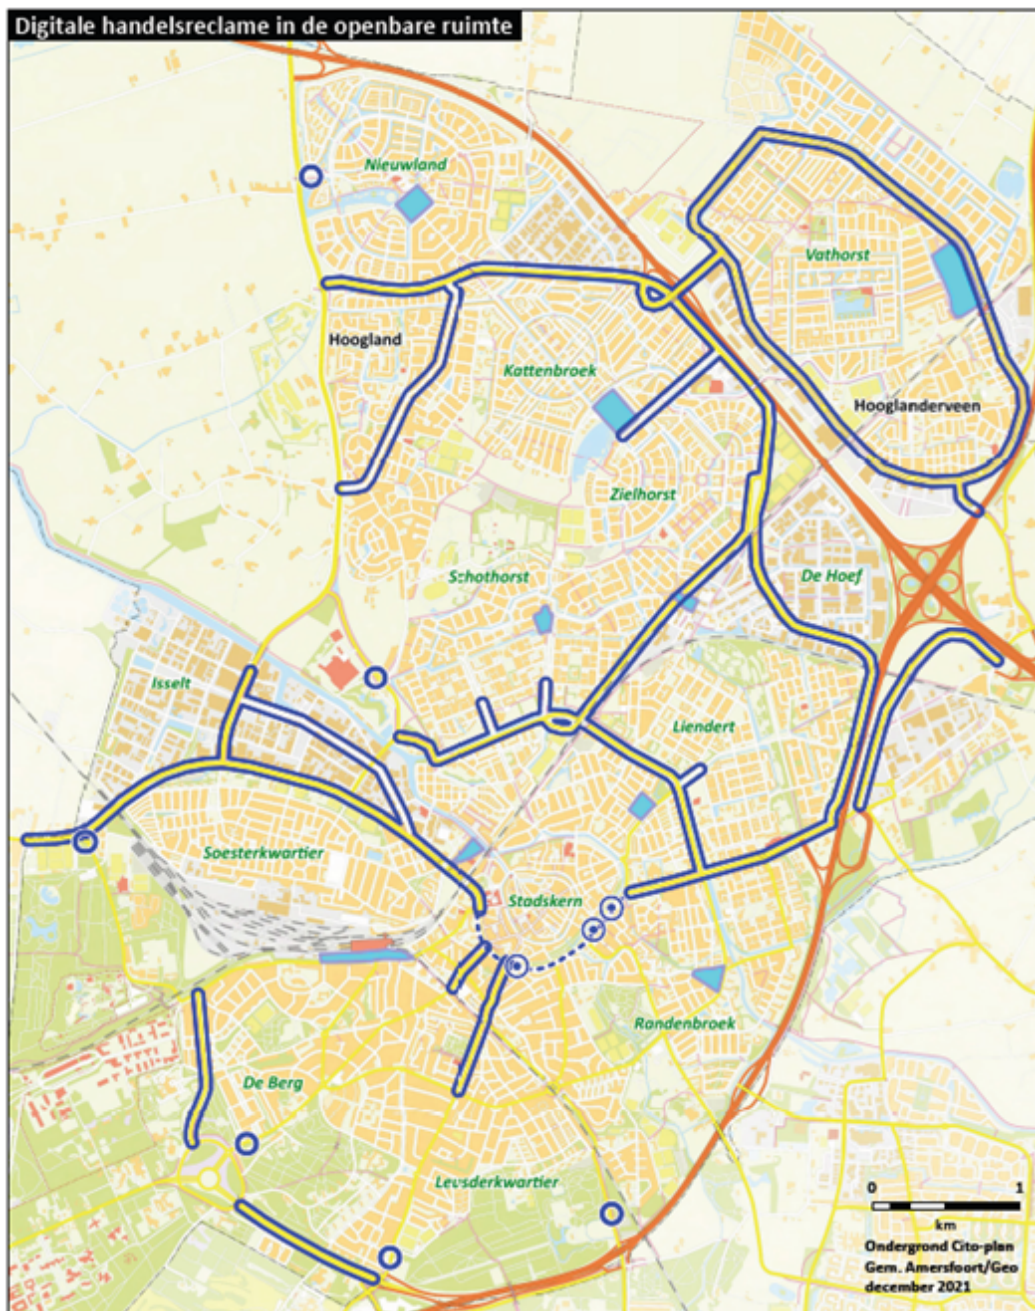 Digitale handelsreclame in de openbare ruimte
Nieuwland
Vathorst
Hoogland
Kattenbroek
Hooglanderveen
Zielhorst
Schothorst
De Hoef
Isselt
Liendert
Soesterkwartier
Stadskern
Randenbroek
De Berg
Leusderkwartier
0 1
km
Ondergrond Cito-plan
Gem. Amersfoort/Geo
december 2021